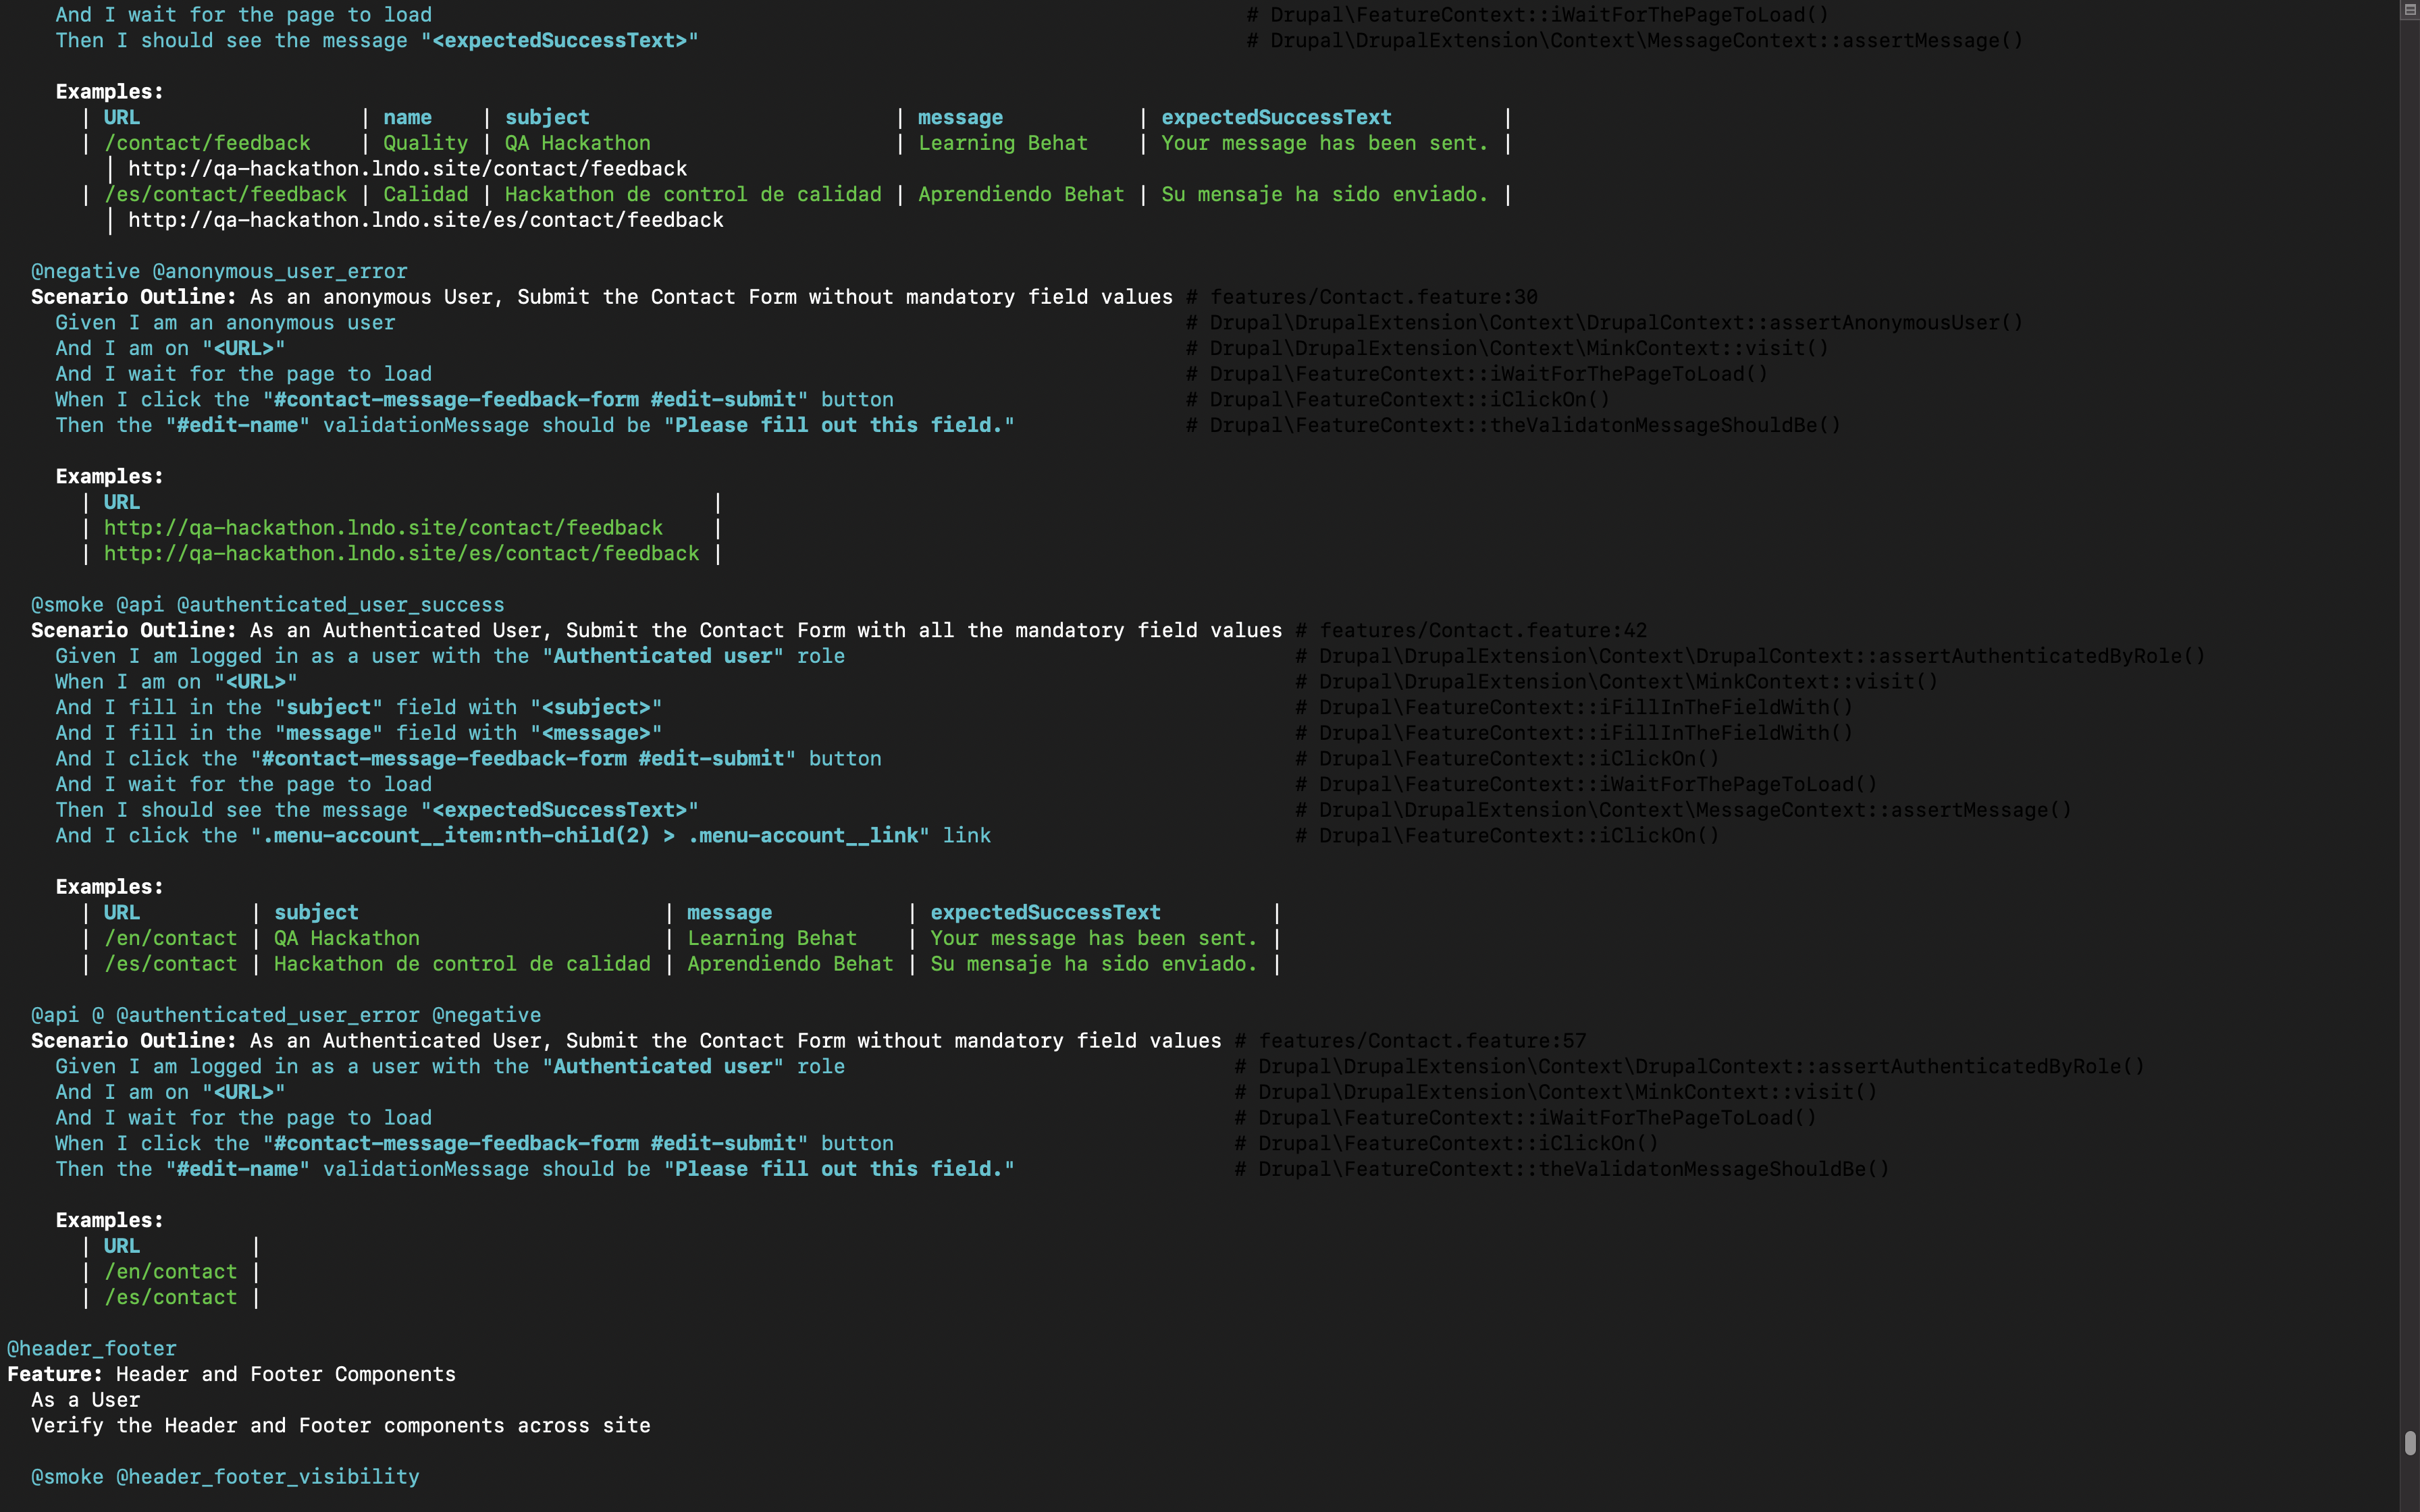 And I wait for the page to load # Drupal\FeatureContext::iWaitForThePageToLoad()
Then I should see the message "<expectedSuccessText>" # Drupal\DrupalExtension\Context\MessageContext::assertMessage()
Examples:
| URL | name | subject | message | expectedSuccessText |
| /contact/feedback | Quality | QA Hackathon | Learning Behat | Your message has been sent. |
│ http://qa-hackathon.lndo.site/contact/feedback
| /es/contact/feedback | Calidad | Hackathon de control de calidad | Aprendiendo Behat | Su mensaje ha sido enviado. |
│ http://qa-hackathon.lndo.site/es/contact/feedback
@negative @anonymous_user_error
Scenario Outline: As an anonymous User, Submit the Contact Form without mandatory field values # features/Contact.feature:30
Given I am an anonymous user # Drupal\DrupalExtension\Context\DrupalContext::assertAnonymousUser()
And I am on "<URL>" # Drupal\DrupalExtension\Context\MinkContext::visit()
And I wait for the page to load # Drupal\FeatureContext::iWaitForThePageToLoad()
When I click the "#contact-message-feedback-form #edit-submit" button # Drupal\FeatureContext::iClickOn()
Then the "#edit-name" validationMessage should be "Please fill out this field." # Drupal\FeatureContext::theValidatonMessageShouldBe()
Examples:
| URL |
| http://qa-hackathon.lndo.site/contact/feedback |
| http://qa-hackathon.lndo.site/es/contact/feedback |
@smoke @api @authenticated_user_success
Scenario Outline: As an Authenticated User, Submit the Contact Form with all the mandatory field values # features/Contact.feature:42
Given I am logged in as a user with the "Authenticated user" role # Drupal\DrupalExtension\Context\DrupalContext::assertAuthenticatedByRole()
When I am on "<URL>" # Drupal\DrupalExtension\Context\MinkContext::visit()
And I fill in the "subject" field with "<subject>" # Drupal\FeatureContext::iFillInTheFieldWith()
And I fill in the "message" field with "<message>" # Drupal\FeatureContext::iFillInTheFieldWith()
And I click the "#contact-message-feedback-form #edit-submit" button # Drupal\FeatureContext::iClickOn()
And I wait for the page to load # Drupal\FeatureContext::iWaitForThePageToLoad()
Then I should see the message "<expectedSuccessText>" # Drupal\DrupalExtension\Context\MessageContext::assertMessage()
And I click the ".menu-account__item:nth-child(2) > .menu-account__link" link # Drupal\FeatureContext::iClickOn()
Examples:
| URL | subject | message | expectedSuccessText |
| /en/contact | QA Hackathon | Learning Behat | Your message has been sent. |
| /es/contact | Hackathon de control de calidad | Aprendiendo Behat | Su mensaje ha sido enviado. |
@api @ @authenticated_user_error @negative
Scenario Outline: As an Authenticated User, Submit the Contact Form without mandatory field values # features/Contact.feature:57
Given I am logged in as a user with the "Authenticated user" role # Drupal\DrupalExtension\Context\DrupalContext::assertAuthenticatedByRole()
And I am on "<URL>" # Drupal\DrupalExtension\Context\MinkContext::visit()
And I wait for the page to load # Drupal\FeatureContext::iWaitForThePageToLoad()
When I click the "#contact-message-feedback-form #edit-submit" button # Drupal\FeatureContext::iClickOn()
Then the "#edit-name" validationMessage should be "Please fill out this field." # Drupal\FeatureContext::theValidatonMessageShouldBe()
Examples:
| URL |
| /en/contact |
| /es/contact |
@header_footer
Feature: Header and Footer Components
As a User
Verify the Header and Footer components across site
@smoke @header_footer_visibility